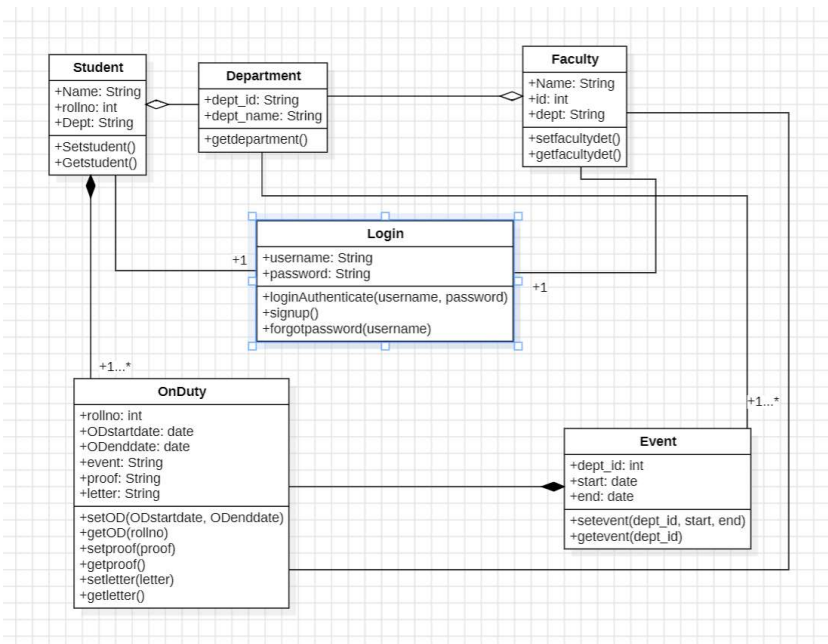 Student
+Name: String
+rollno: int
+Dept: String
+Setstudent()
+Getstudent()
Department
+dept_id: String
+dept_name: String
+getdepartment()
Faculty
+Name: String
+id: int
+dept: String
+setfacultydet()
+getfacultydet()
Login
+username: String
+password: String
+loginAuthenticate(username, password)
+signup()
+forgotpassword(username)
+1
+1
+1...*
OnDuty
+rollno: int
+ODstartdate: date
+ODenddate: date
+event: String
+proof: String
+letter: String
+setOD(ODstartdate, ODenddate)
+getOD(rollno)
+setproof(proof)
+getproof()
+setletter(letter)
+getletter()
+1...*
Event
+dept_id: int
+start: date
+end: date
+setevent(dept_id, start, end)
+getevent(dept_id)